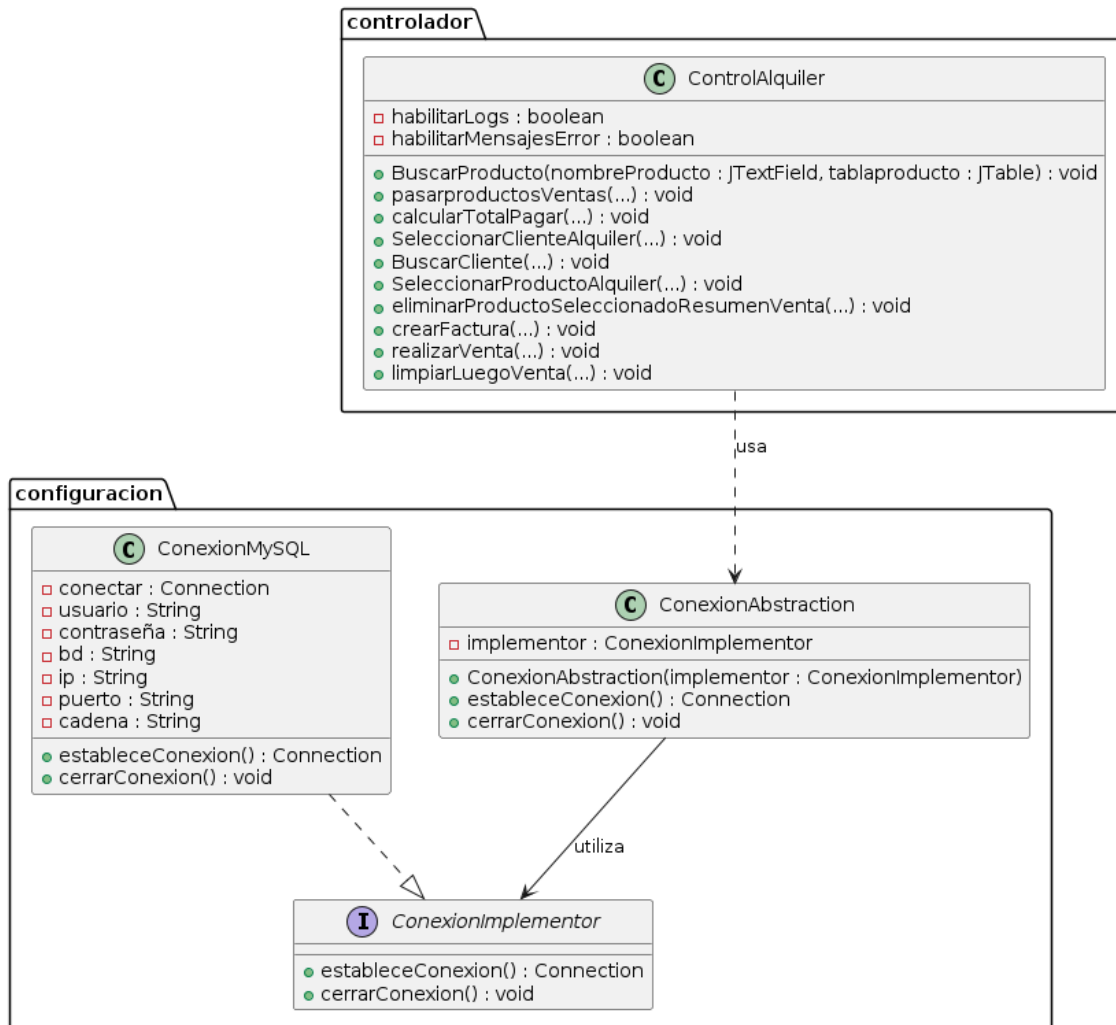 controlador
C ControlAlquiler
habilitarLogs : boolean
habilitarMensajesError : boolean
BuscarProducto(nombreProducto : JTextField, tablaproducto : JTable) : void
pasarproductosVentas(...) : void
calcularTotalPagar(...) : void
SeleccionarClienteAlquiler(...) : void
BuscarCliente(...) : void
SeleccionarProductoAlquiler(...) : void
eliminarProductoSeleccionadoResumenVenta(...) : void
crearFactura(...) : void
realizarVenta(...) : void
limpiarLuegoVenta(...) : void
usa
configuracion
C ConexionMySQL
conectar : Connection
usuario : String
contraseña : String
bd : String
ip : String
puerto : String
cadena : String
estableceConexion() : Connection
cerrarConexion() : void
C ConexionAbstraction
implementor : ConexionImplementor
ConexionAbstraction(implementor : ConexionImplementor)
estableceConexion() : Connection
cerrarConexion() : void
utiliza
I ConexionImplementor
estableceConexion() : Connection
cerrarConexion() : void